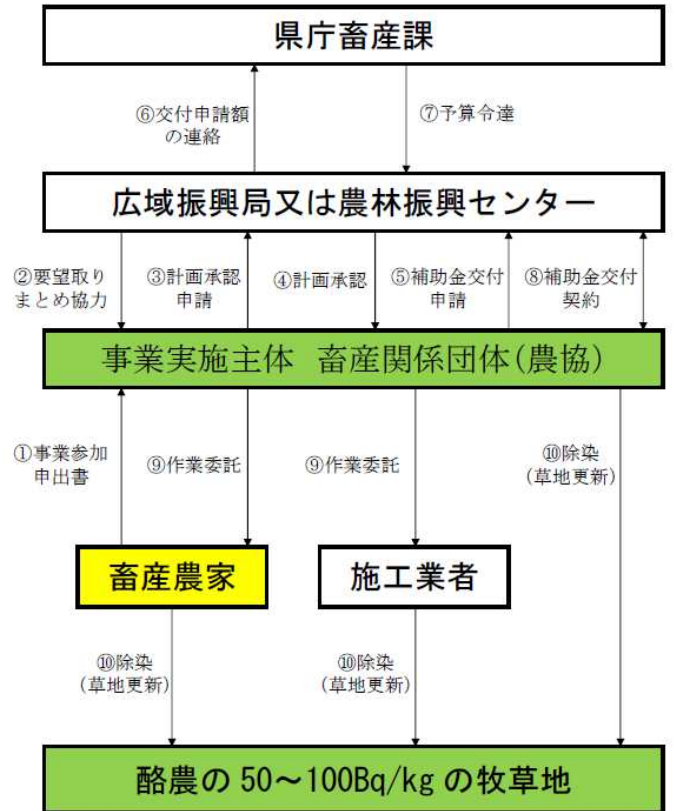 県庁畜産課
⑥交付申請額
の連絡
⑦予算令達
広域振興局又は農林振興センター
②要望取り
まとめ協力
③計画承認
申請
④計画承認
⑤補助金交付
申請
⑧補助金交付
契約
事業実施主体 畜産関係団体(農協)
①事業参加
申出書
⑨作業委託
⑨作業委託
⑩除染
(草地更新)
畜産農家
施工業者
⑩除染
(草地更新)
⑩除染
(草地更新)
酪農の 50~100Bq/kg の牧草地